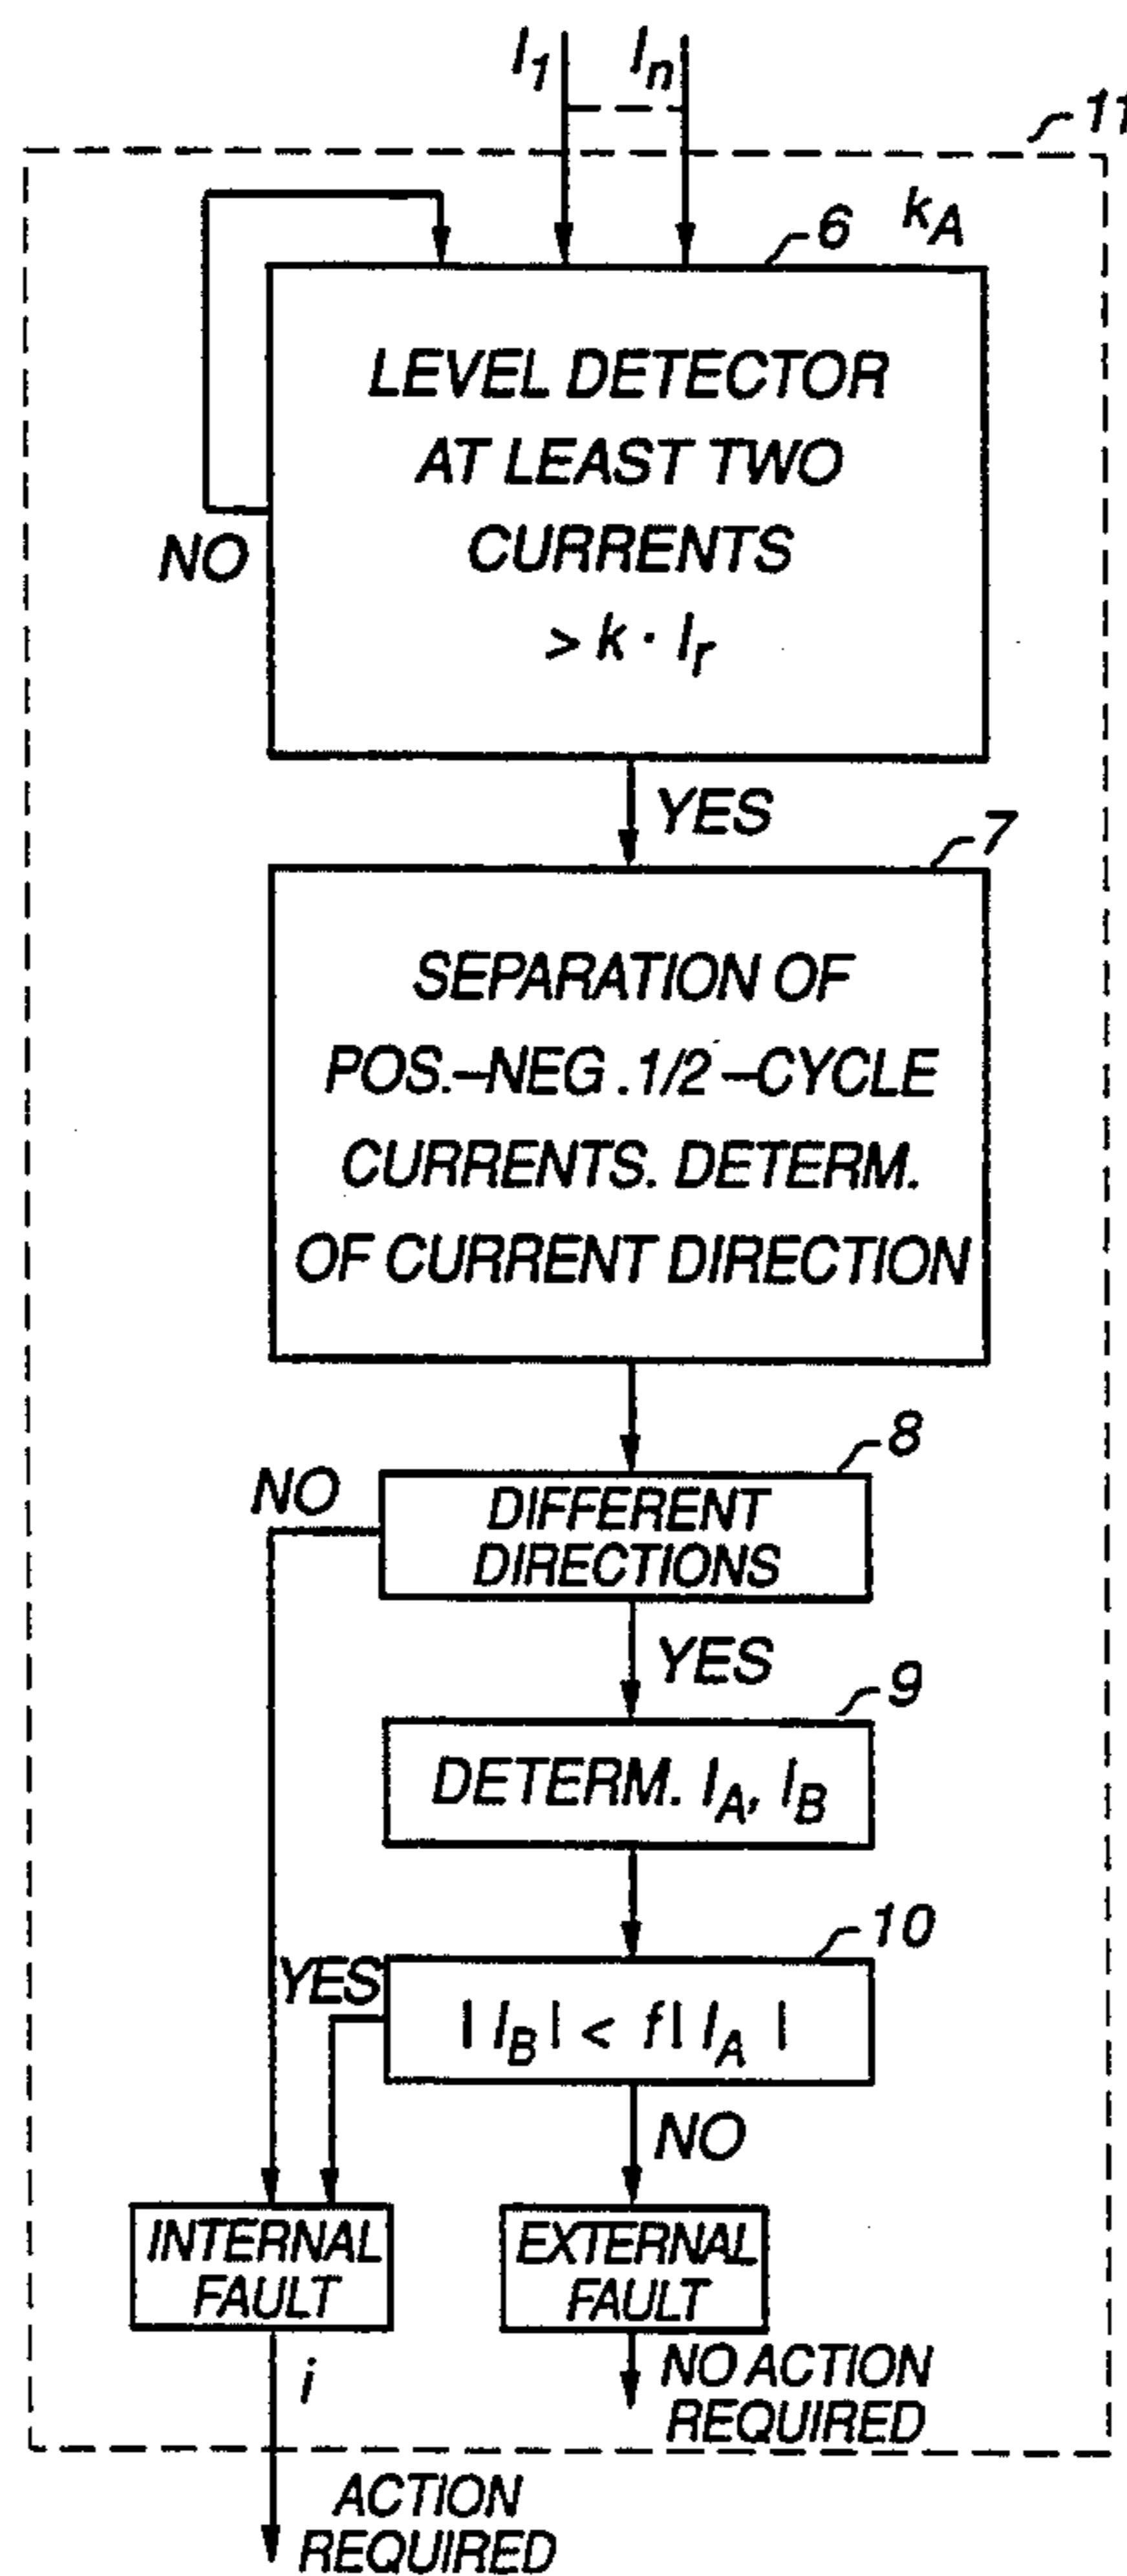 I1 In
11
6 kA
LEVEL DETECTOR
AT LEAST TWO
CURRENTS
> k · Ir
NO
YES
7
SEPARATION OF
POS.–NEG .1/2 –CYCLE
CURRENTS. DETERM.
OF CURRENT DIRECTION
8
NO
DIFFERENT
DIRECTIONS
YES
9
DETERM. IA, IB
10
YES
| IB | < f | IA |
NO
INTERNAL
FAULT
EXTERNAL
FAULT
i
NO ACTION
REQUIRED
ACTION
REQUIRED